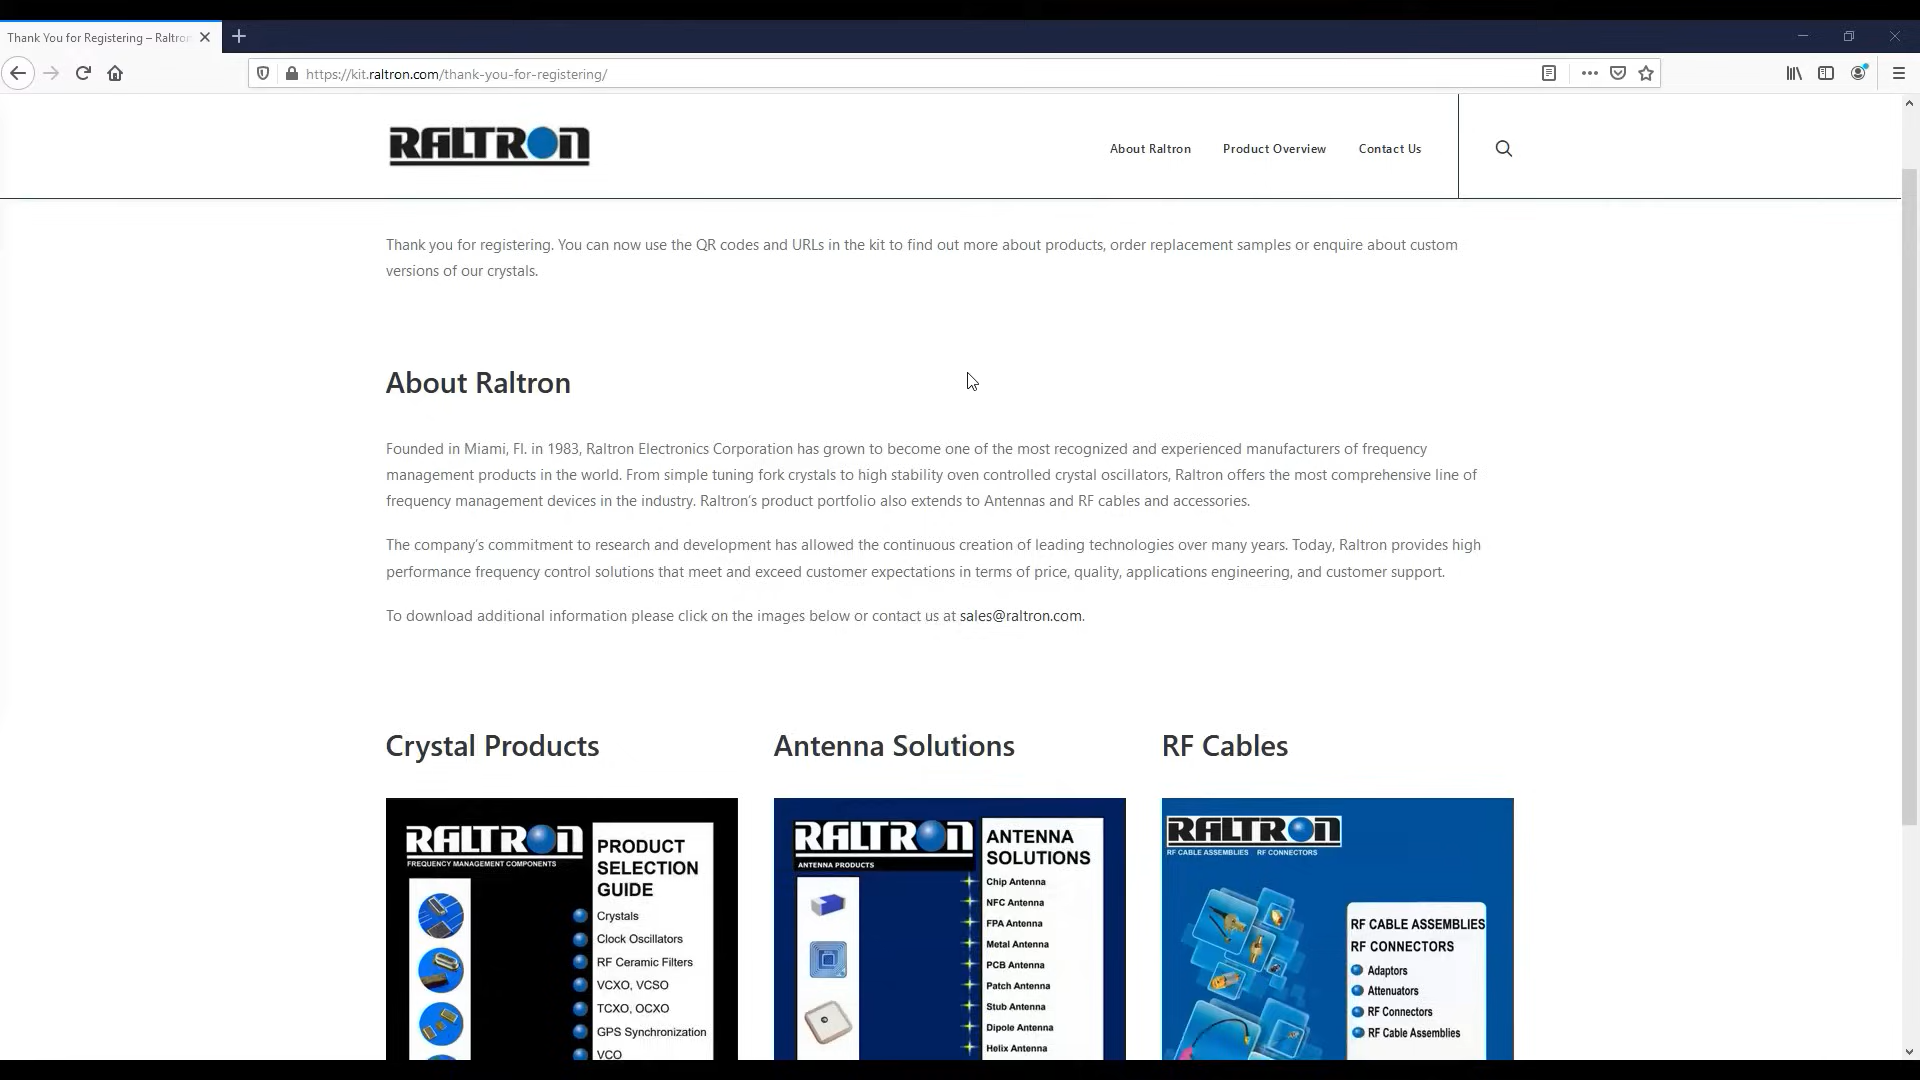 Thank You for Registering – Raltron
https://kit.raltron.com/thank-you-for-registering/
RALTRON
About Raltron
Product Overview
Contact Us
Thank you for registering. You can now use the QR codes and URLs in the kit to find out more about products, order replacement samples or enquire about custom
versions of our crystals.
About Raltron
Founded in Miami, Fl. in 1983, Raltron Electronics Corporation has grown to become one of the most recognized and experienced manufacturers of frequency
management products in the world. From simple tuning fork crystals to high stability oven controlled crystal oscillators, Raltron offers the most comprehensive line of
frequency management devices in the industry. Raltron’s product portfolio also extends to Antennas and RF cables and accessories.
The company’s commitment to research and development has allowed the continuous creation of leading technologies over many years. Today, Raltron provides high
performance frequency control solutions that meet and exceed customer expectations in terms of price, quality, applications engineering, and customer support.
To download additional information please click on the images below or contact us at sales@raltron.com.
Crystal Products
RALTRON
FREQUENCY MANAGEMENT COMPONENTS
PRODUCT
SELECTION
GUIDE
Crystals
Clock Oscillators
RF Ceramic Filters
VCXO, VCSO
TCXO, OCXO
GPS Synchronization
VCO
Antenna Solutions
RALTRON
ANTENNA PRODUCTS
ANTENNA
SOLUTIONS
Chip Antenna
NFC Antenna
FPA Antenna
Metal Antenna
PCB Antenna
Patch Antenna
Stub Antenna
Dipole Antenna
Helix Antenna
RF Cables
RALTRON
RF CABLE ASSEMBLIES RF CONNECTORS
RF CABLE ASSEMBLIES
RF CONNECTORS
Adaptors
Attenuators
RF Connectors
RF Cable Assemblies